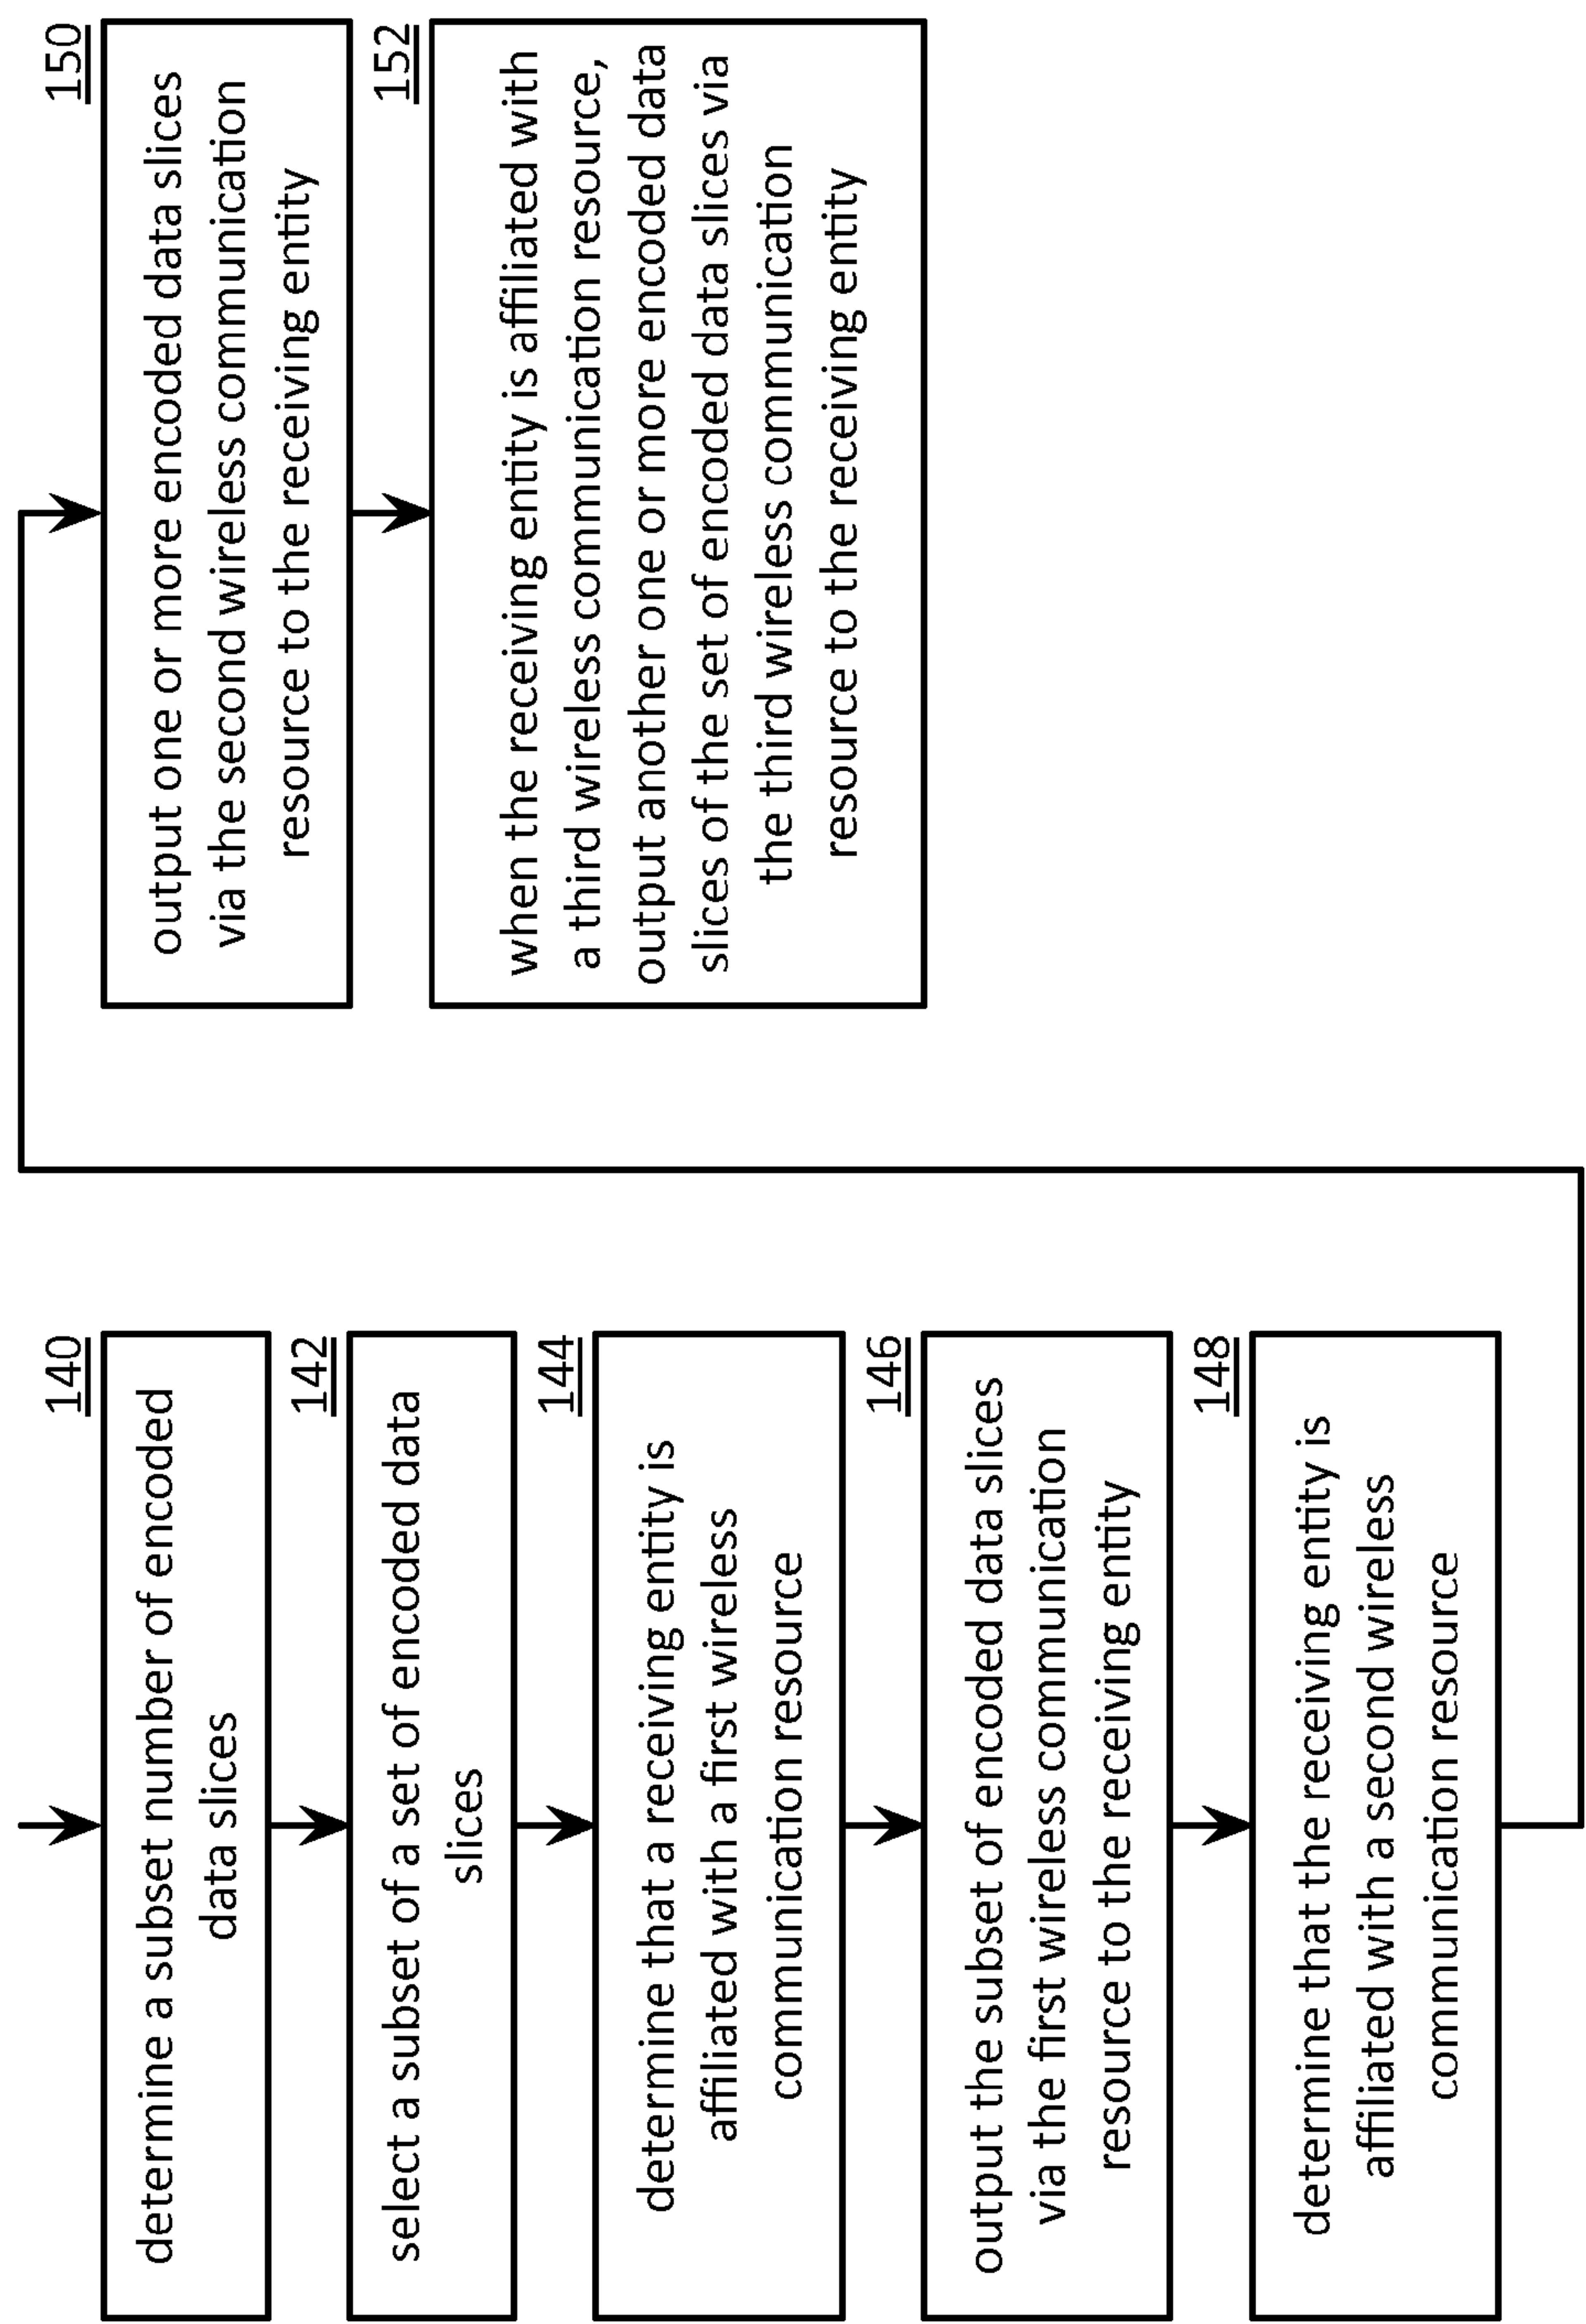 140
determine a subset number of encoded
data slices
142
select a subset of a set of encoded data
slices
144
determine that a receiving entity is
affiliated with a first wireless
communication resource
146
output the subset of encoded data slices
via the first wireless communication
resource to the receiving entity
148
determine that the receiving entity is
affiliated with a second wireless
communication resource
150
output one or more encoded data slices
via the second wireless communication
resource to the receiving entity
152
when the receiving entity is affiliated with
a third wireless communication resource,
output another one or more encoded data
slices of the set of encoded data slices via
the third wireless communication
resource to the receiving entity